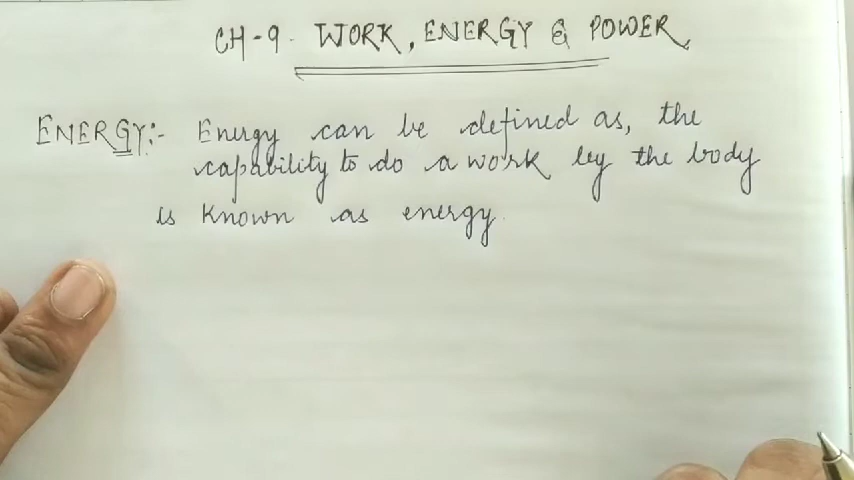 CH-9. WORK, ENERGY & POWER
ENERGY:- Energy can be defined as, the
capability to do a work by the body
is known as energy.